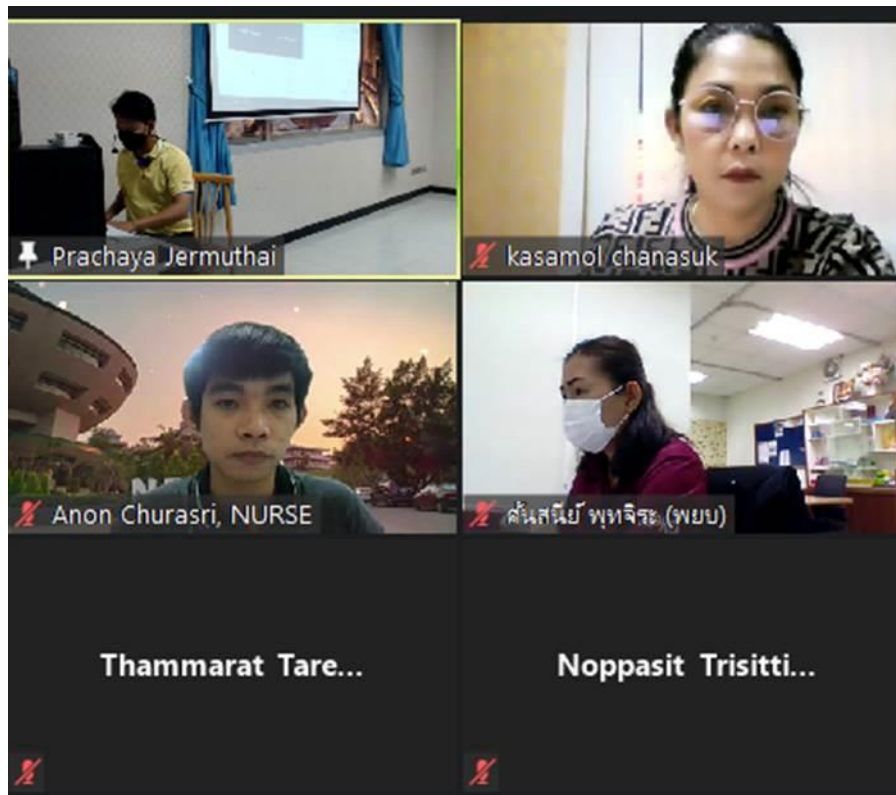 Prachaya Jermuthai
kasamol chanasuk
Anon Churasri, NURSE
ศันสนีย์ พุทจิระ (พยบ)
Thammarat Tare...
Noppasit Trisitti...